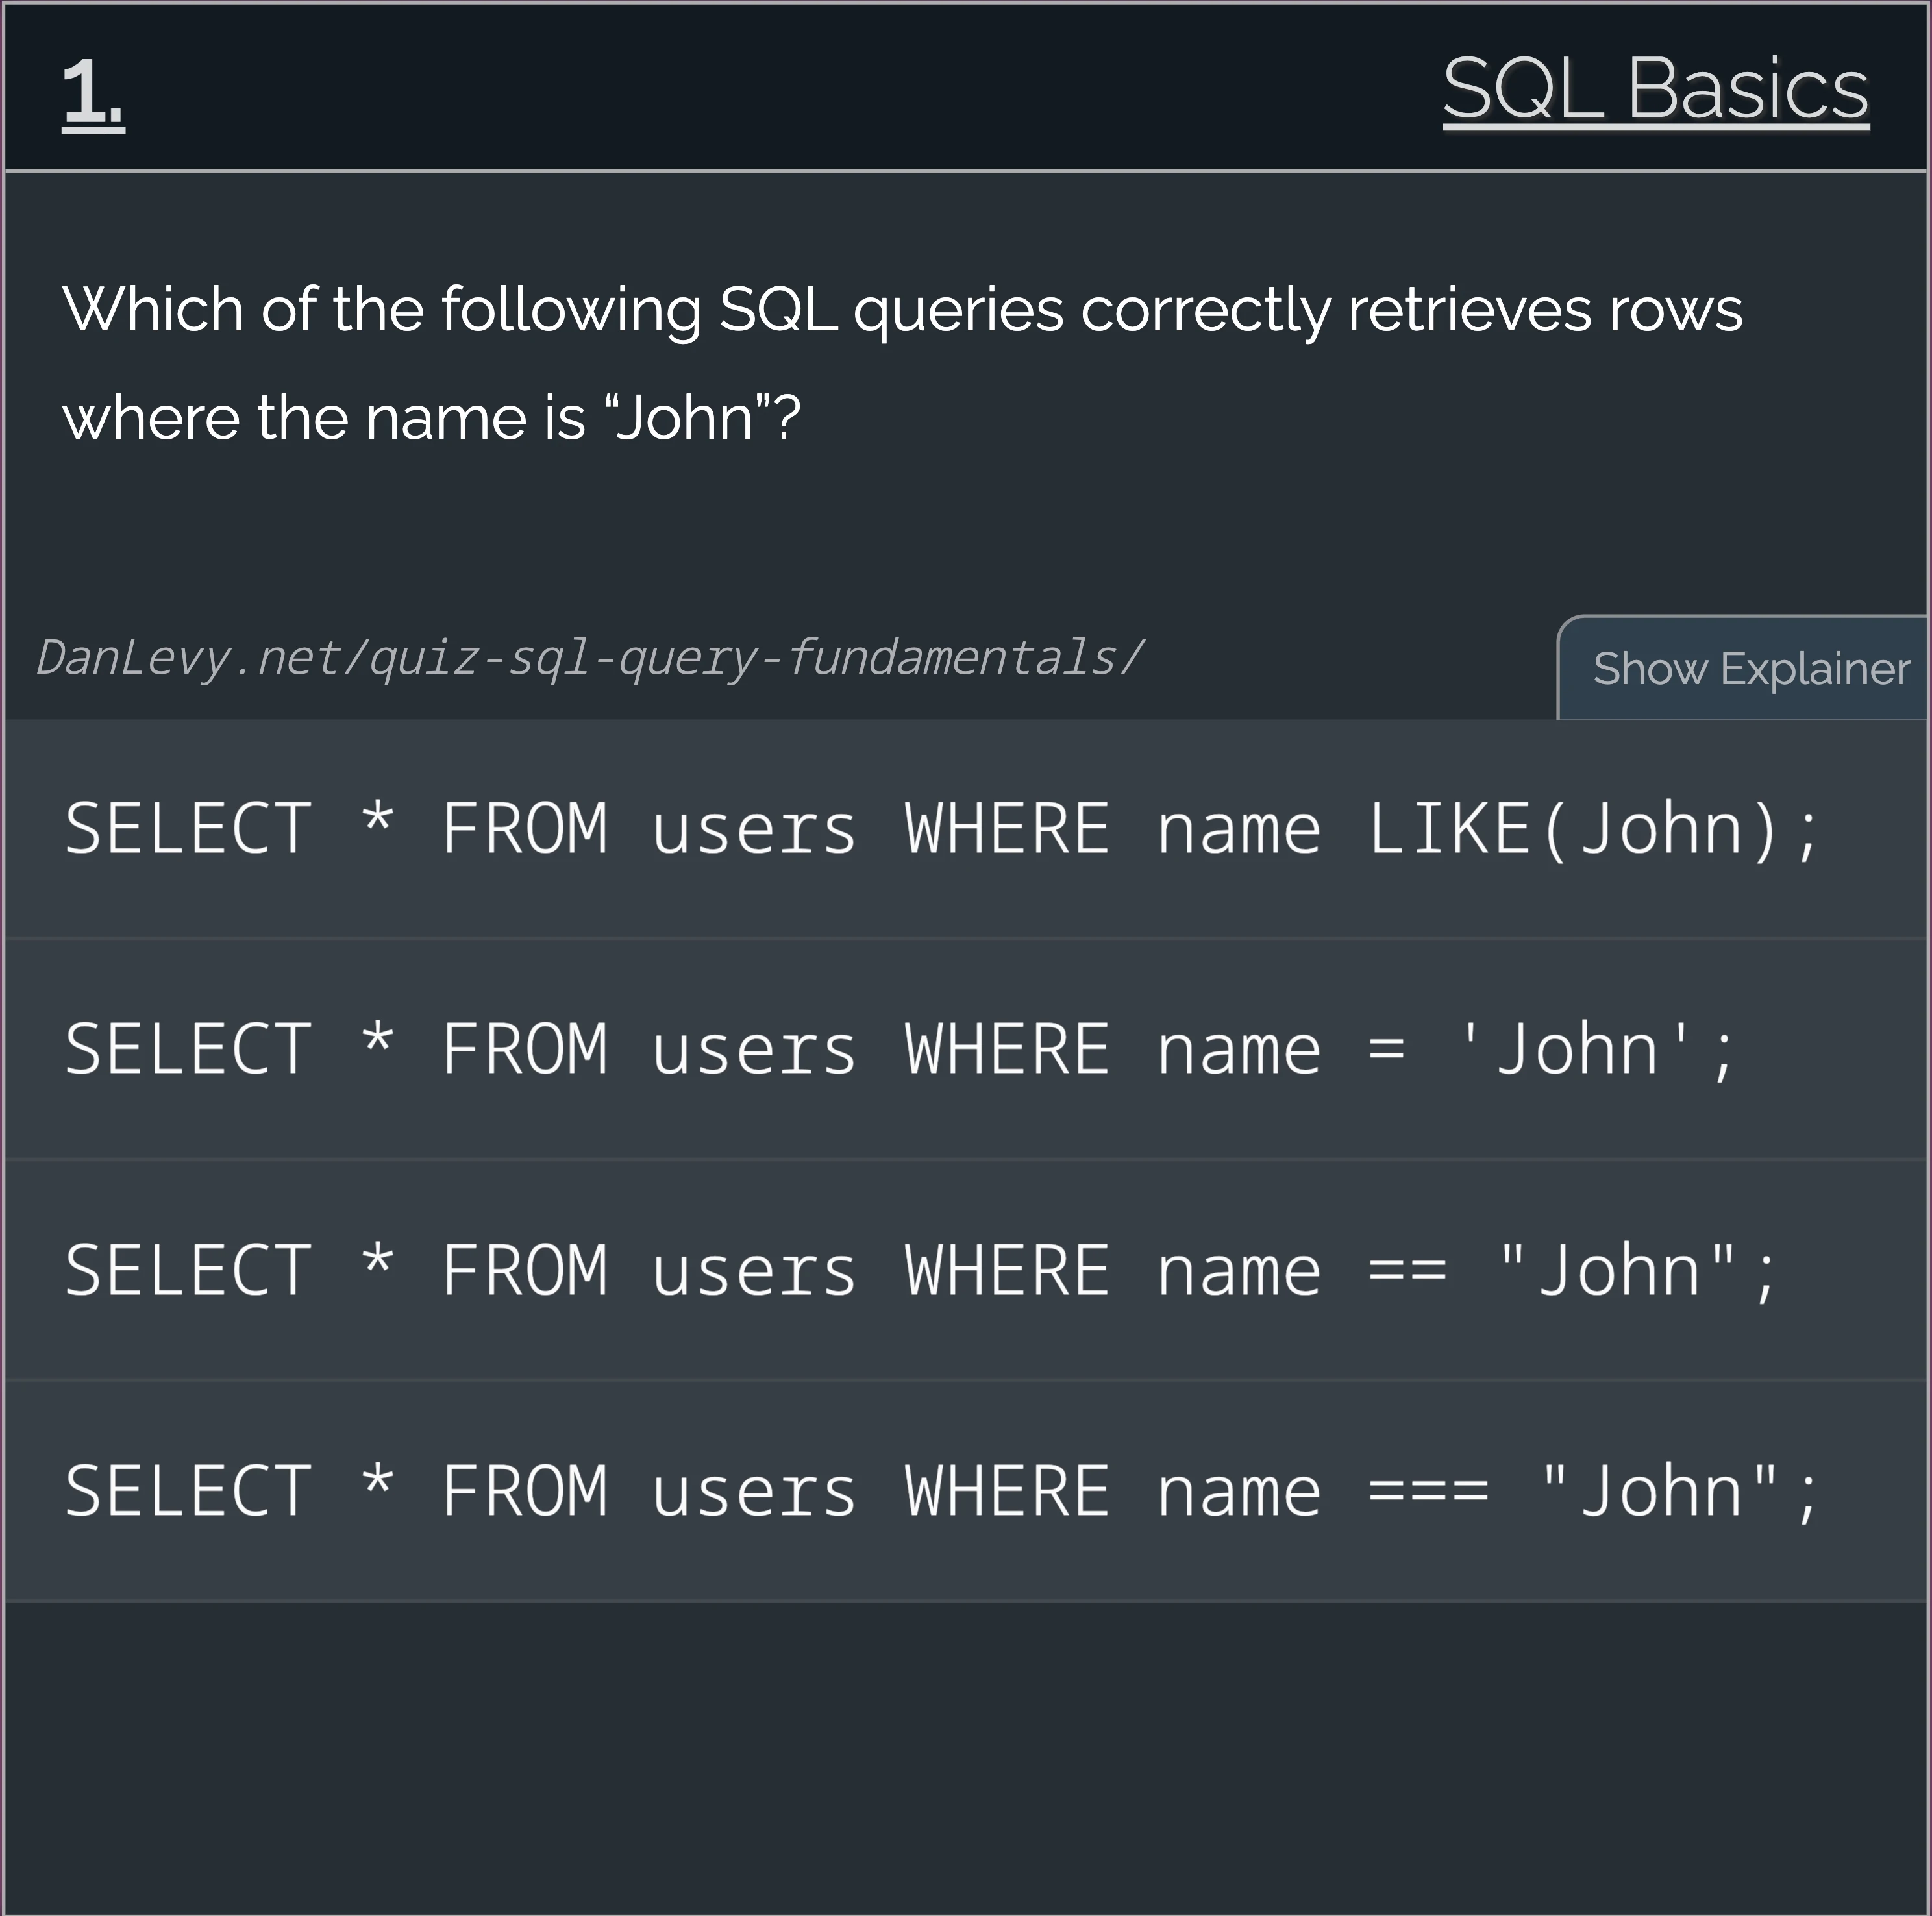 1.
SQL Basics
Which of the following SQL queries correctly retrieves rows
where the name is “John”?
DanLevy.net/quiz-sql-query-fundamentals/
Show Explainer
SELECT * FROM users WHERE name LIKE(John);
SELECT * FROM users WHERE name = 'John';
SELECT * FROM users WHERE name == "John";
SELECT * FROM users WHERE name === "John";